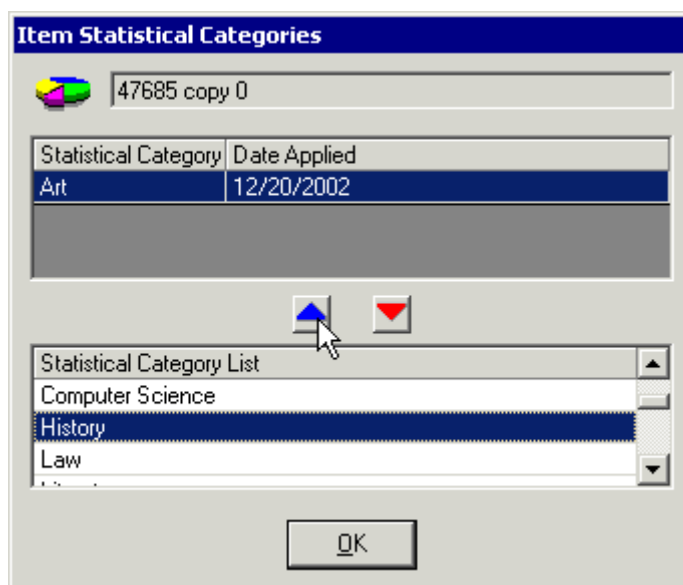 Item Statistical Categories
47685 copy 0
Statistical Category Date Applied
Art 12/20/2002
Statistical Category List
Computer Science
History
Law
OK